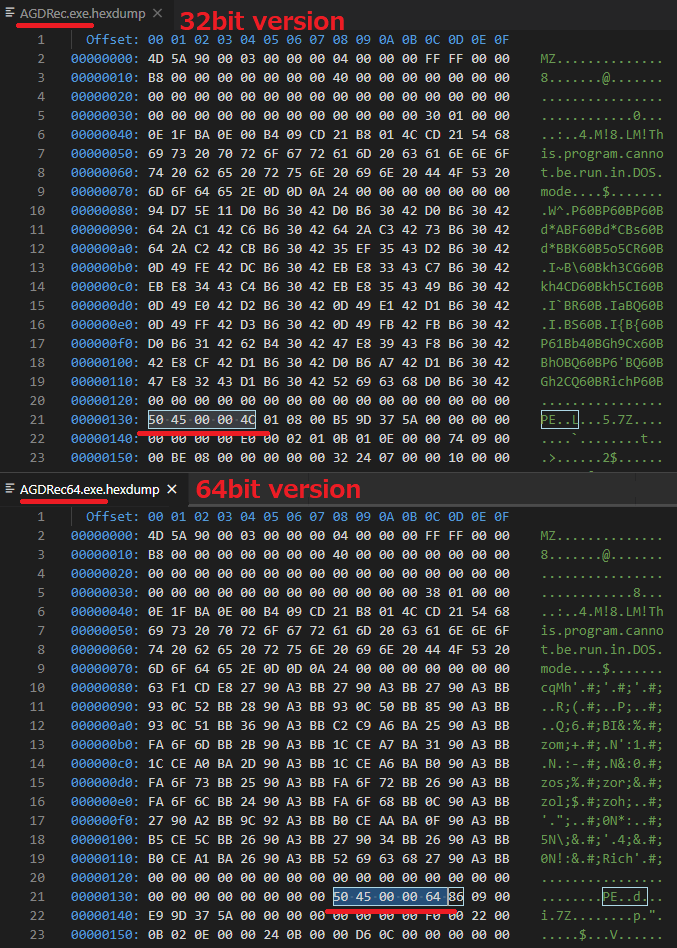 AGDRec.exe.hexdump × 32bit version
1 Offset: 00 01 02 03 04 05 06 07 08 09 0A 0B 0C 0D 0E 0F
2 00000000: 4D 5A 90 00 03 00 00 00 04 00 00 00 FF FF 00 00 MZ..............
3 00000010: B8 00 00 00 00 00 00 00 40 00 00 00 00 00 00 00 8.......@.......
4 00000020: 00 00 00 00 00 00 00 00 00 00 00 00 00 00 00 00 ................
5 00000030: 00 00 00 00 00 00 00 00 00 00 00 00 30 01 00 00 ............0...
6 00000040: 0E 1F BA 0E 00 B4 09 CD 21 B8 01 4C CD 21 54 68 ..:..4.M!8.LM!Th
7 00000050: 69 73 20 70 72 6F 67 72 61 6D 20 63 61 6E 6E 6F is.program.canno
8 00000060: 74 20 62 65 20 72 75 6E 20 69 6E 20 44 4F 53 20 t.be.run.in.DOS.
9 00000070: 6D 6F 64 65 2E 0D 0D 0A 24 00 00 00 00 00 00 00 mode....$.......
10 00000080: 94 D7 5E 11 D0 B6 30 42 D0 B6 30 42 D0 B6 30 42 .W^.P60BP60BP60B
11 00000090: 64 2A C1 42 C6 B6 30 42 64 2A C3 42 73 B6 30 42 d*ABF60Bd*CBs60B
12 000000a0: 64 2A C2 42 CB B6 30 42 35 EF 35 43 D2 B6 30 42 d*BBK60B5o5CR60B
13 000000b0: 0D 49 FE 42 DC B6 30 42 EB E8 33 43 C7 B6 30 42 .I~B\60Bkh3CG60B
14 000000c0: EB E8 34 43 C4 B6 30 42 EB E8 35 43 49 B6 30 42 kh4CD60Bkh5CI60B
15 000000d0: 0D 49 E0 42 D2 B6 30 42 0D 49 E1 42 D1 B6 30 42 .I`BR60B.IaBQ60B
16 000000e0: 0D 49 FF 42 D3 B6 30 42 0D 49 FB 42 FB B6 30 42 .I.BS60B.I{B{60B
17 000000f0: D0 B6 31 42 62 B4 30 42 47 E8 39 43 F8 B6 30 42 P61Bb40BGh9Cx60B
18 00000100: 42 E8 CF 42 D1 B6 30 42 D0 B6 A7 42 D1 B6 30 42 BhOBQ60BP6'BQ60B
19 00000110: 47 E8 32 43 D1 B6 30 42 52 69 63 68 D0 B6 30 42 Gh2CQ60BRichP60B
20 00000120: 00 00 00 00 00 00 00 00 00 00 00 00 00 00 00 00 ................
21 00000130: 50 45 00 00 4C 01 08 00 B5 9D 37 5A 00 00 00 00 PE..L...5.7Z....
22 00000140: 00 00 00 00 E0 00 02 01 0B 01 0E 00 00 74 09 00 ....`........t..
23 00000150: 00 BE 08 00 00 00 00 00 32 24 07 00 00 10 00 00 .>......2$......
AGDRec64.exe.hexdump × 64bit version
1 Offset: 00 01 02 03 04 05 06 07 08 09 0A 0B 0C 0D 0E 0F
2 00000000: 4D 5A 90 00 03 00 00 00 04 00 00 00 FF FF 00 00 MZ..............
3 00000010: B8 00 00 00 00 00 00 00 40 00 00 00 00 00 00 00 8.......@.......
4 00000020: 00 00 00 00 00 00 00 00 00 00 00 00 00 00 00 00 ................
5 00000030: 00 00 00 00 00 00 00 00 00 00 00 00 38 01 00 00 ............8...
6 00000040: 0E 1F BA 0E 00 B4 09 CD 21 B8 01 4C CD 21 54 68 ..:..4.M!8.LM!Th
7 00000050: 69 73 20 70 72 6F 67 72 61 6D 20 63 61 6E 6E 6F is.program.canno
8 00000060: 74 20 62 65 20 72 75 6E 20 69 6E 20 44 4F 53 20 t.be.run.in.DOS.
9 00000070: 6D 6F 64 65 2E 0D 0D 0A 24 00 00 00 00 00 00 00 mode....$.......
10 00000080: 63 F1 CD E8 27 90 A3 BB 27 90 A3 BB 27 90 A3 BB cqMh'.#;'.#;'.#;
11 00000090: 93 0C 52 BB 28 90 A3 BB 93 0C 50 BB 85 90 A3 BB ..R;(.#;..P;..#;
12 000000a0: 93 0C 51 BB 36 90 A3 BB C2 C9 A6 BA 25 90 A3 BB ..Q;6.#;BI&:%.#;
13 000000b0: FA 6F 6D BB 2B 90 A3 BB 1C CE A7 BA 31 90 A3 BB zom;+.#;.N':1.#;
14 000000c0: 1C CE A0 BA 2D 90 A3 BB 1C CE A6 BA B0 90 A3 BB .N.:-.#;.N&:0.#;
15 000000d0: FA 6F 73 BB 25 90 A3 BB FA 6F 72 BB 26 90 A3 BB zos;%.#;zor;&.#;
16 000000e0: FA 6F 6C BB 24 90 A3 BB FA 6F 68 BB 0C 90 A3 BB zol;$.#;zoh;..#;
17 000000f0: 27 90 A2 BB 9C 92 A3 BB B0 CE AA BA 0F 90 A3 BB '.";..#;0N*:..#;
18 00000100: B5 CE 5C BB 26 90 A3 BB 27 90 34 BB 26 90 A3 BB 5N\;&.#;'.4;&.#;
19 00000110: B0 CE A1 BA 26 90 A3 BB 52 69 63 68 27 90 A3 BB 0N!:&.#;Rich'.#;
20 00000120: 00 00 00 00 00 00 00 00 00 00 00 00 00 00 00 00 ................
21 00000130: 00 00 00 00 00 00 00 00 50 45 00 00 64 86 09 00 ........PE..d...
22 00000140: E9 9D 37 5A 00 00 00 00 00 00 00 00 F0 00 22 00 i.7Z........p.".
23 00000150: 0B 02 0E 00 00 24 0B 00 00 D6 0C 00 00 00 00 00 .....$...V......